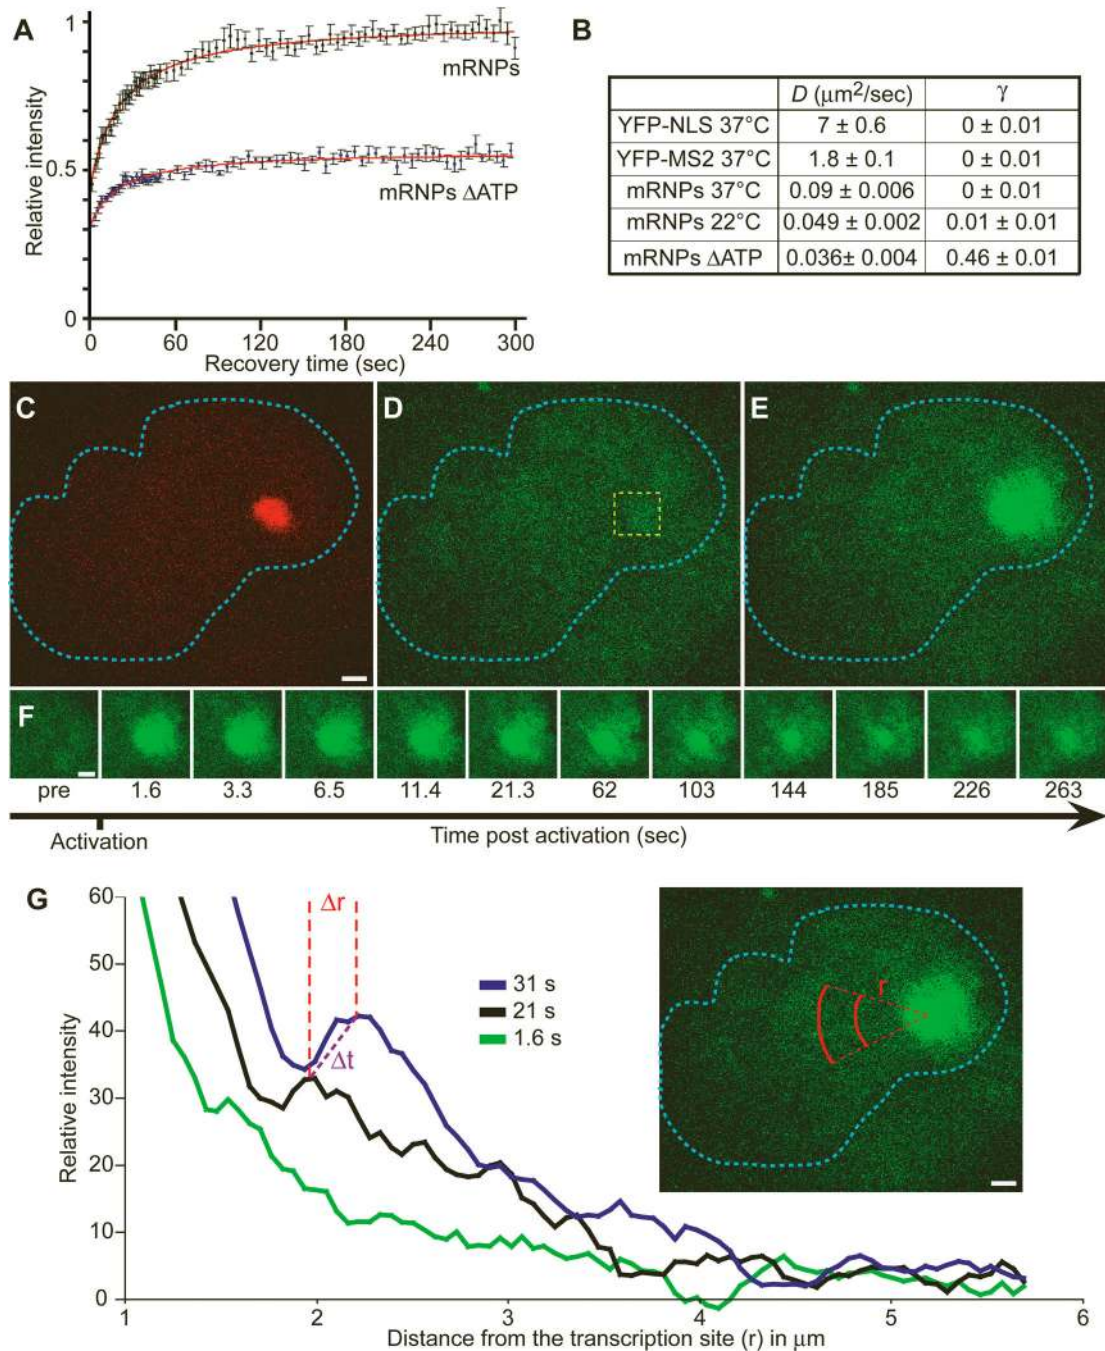 A
1
0.5
0
Relative intensity
mRNPs
mRNPs ΔATP
0 60 120 180 240 300
Recovery time (sec)
B
D (μm²/sec) γ
YFP-NLS 37°C 7 ± 0.6 0 ± 0.01
YFP-MS2 37°C 1.8 ± 0.1 0 ± 0.01
mRNPs 37°C 0.09 ± 0.006 0 ± 0.01
mRNPs 22°C 0.049 ± 0.002 0.01 ± 0.01
mRNPs ΔATP 0.036± 0.004 0.46 ± 0.01
C
D
E
F
pre 1.6 3.3 6.5 11.4 21.3 62 103 144 185 226 263
Activation
Time post activation (sec)
G
60
50
40
30
20
10
0
Relative intensity
Δr
Δt
31 s
21 s
1.6 s
r
1 2 3 4 5 6
Distance from the transcription site (r) in μm